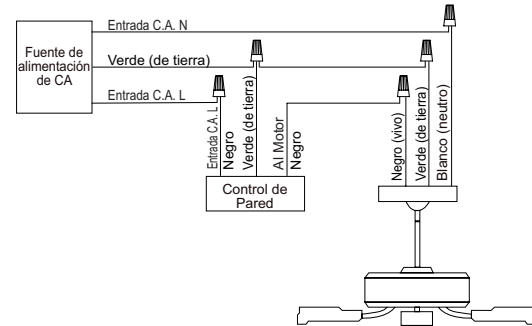 Entrada C.A. N
Fuente de
alimentación
de CA
Verde (de tierra)
Entrada C.A. L
Entrada C.A. L
Negro
Verde (de tierra)
Al Motor
Negro
Negro (vivo)
Verde (de tierra)
Blanco (neutro)
Control de
Pared